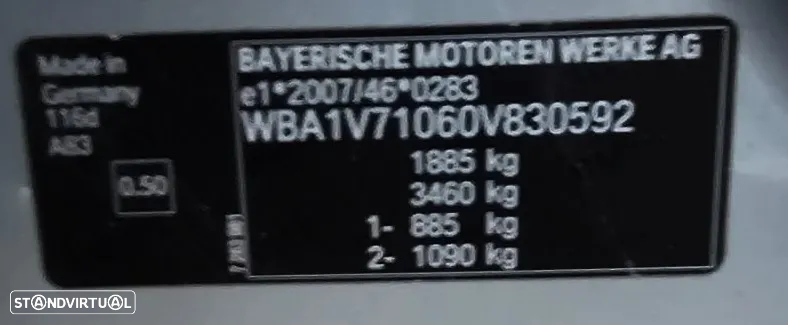 Made in
Germany
116d
A83
0.50
BAYERISCHE MOTOREN WERKE AG
e1*2007/46*0283
WBA1V71060V830592
1885 kg
3460 kg
1- 885 kg
2- 1090 kg
STANDVIRTUAL